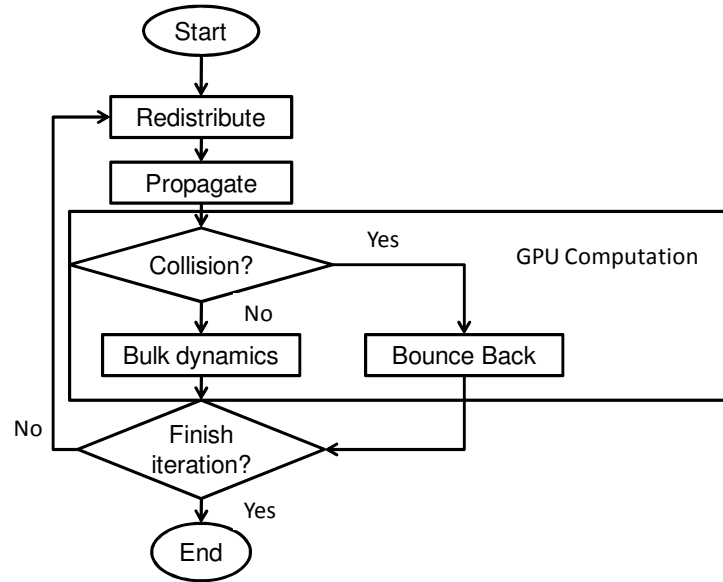 Start
Redistribute
Propagate
Yes
GPU Computation
Collision?
No
Bulk dynamics
Bounce Back
No
Finish
iteration?
Yes
End